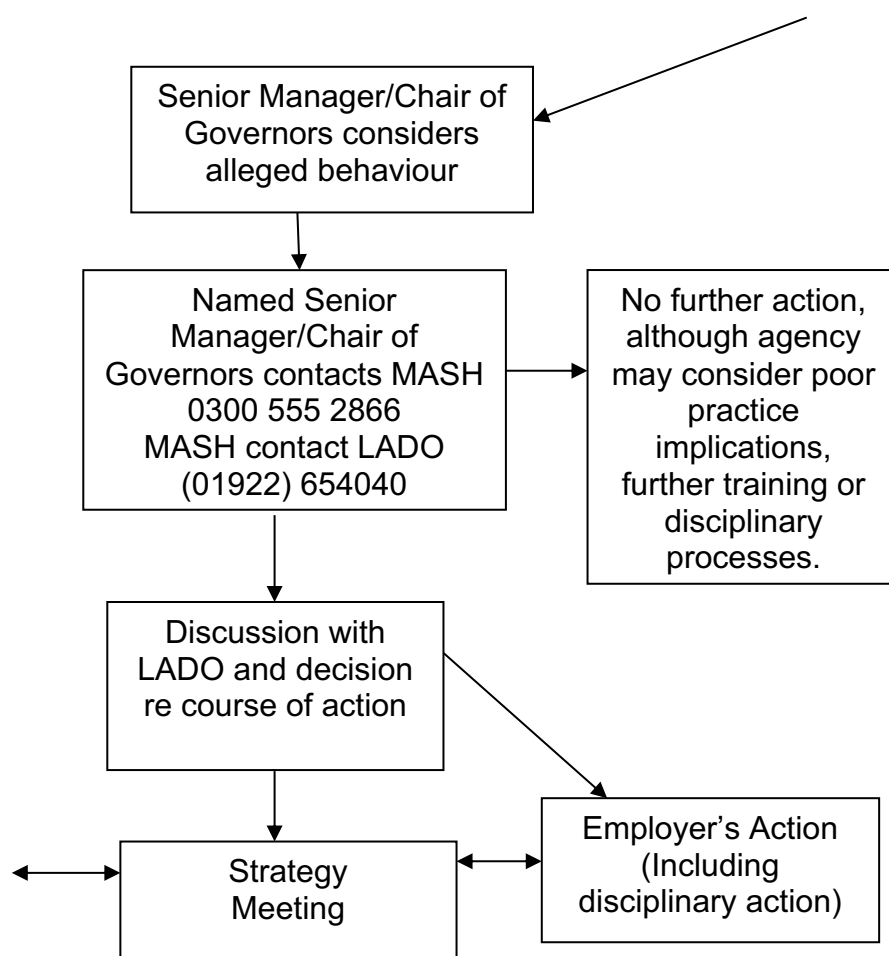 Senior Manager/Chair of
Governors considers
alleged behaviour
Named Senior
Manager/Chair of
Governors contacts MASH
0300 555 2866
MASH contact LADO
(01922) 654040
No further action,
although agency
may consider poor
practice
implications,
further training or
disciplinary
processes.
Discussion with
LADO and decision
re course of action
Strategy
Meeting
Employer’s Action
(Including
disciplinary action)